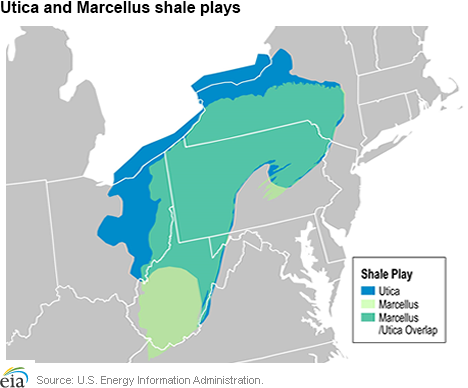 Utica and Marcellus shale plays
Shale Play
Utica
Marcellus
Marcellus
/Utica Overlap
eia
Source: U.S. Energy Information Administration.